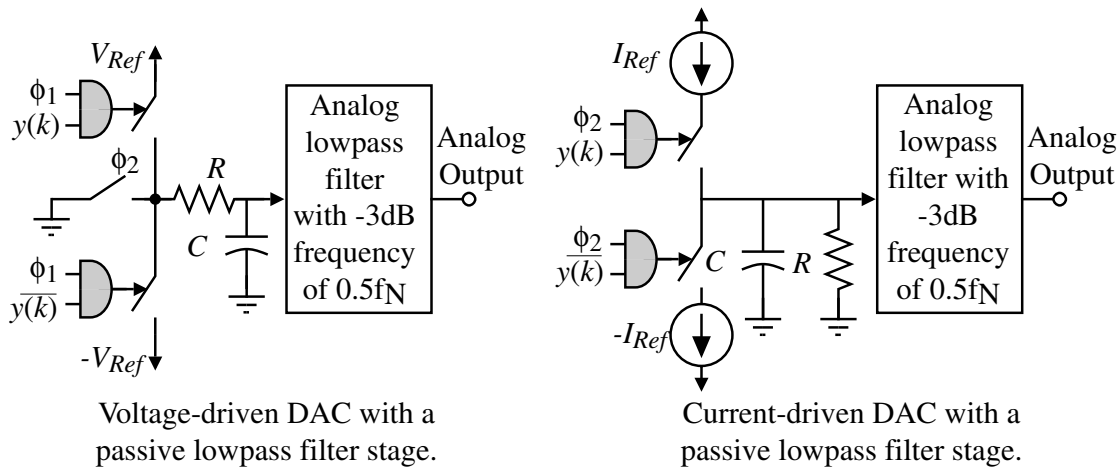 V_Ref
ϕ1
y(k)
ϕ2
R
C
ϕ1
y(k)
-V_Ref
Analog
lowpass
filter
with -3dB
frequency
of 0.5fN
Analog
Output
Voltage-driven DAC with a
passive lowpass filter stage.
I_Ref
ϕ2
y(k)
ϕ2
y(k)
C
R
-I_Ref
Analog
lowpass
filter with
-3dB
frequency
of 0.5fN
Analog
Output
Current-driven DAC with a
passive lowpass filter stage.